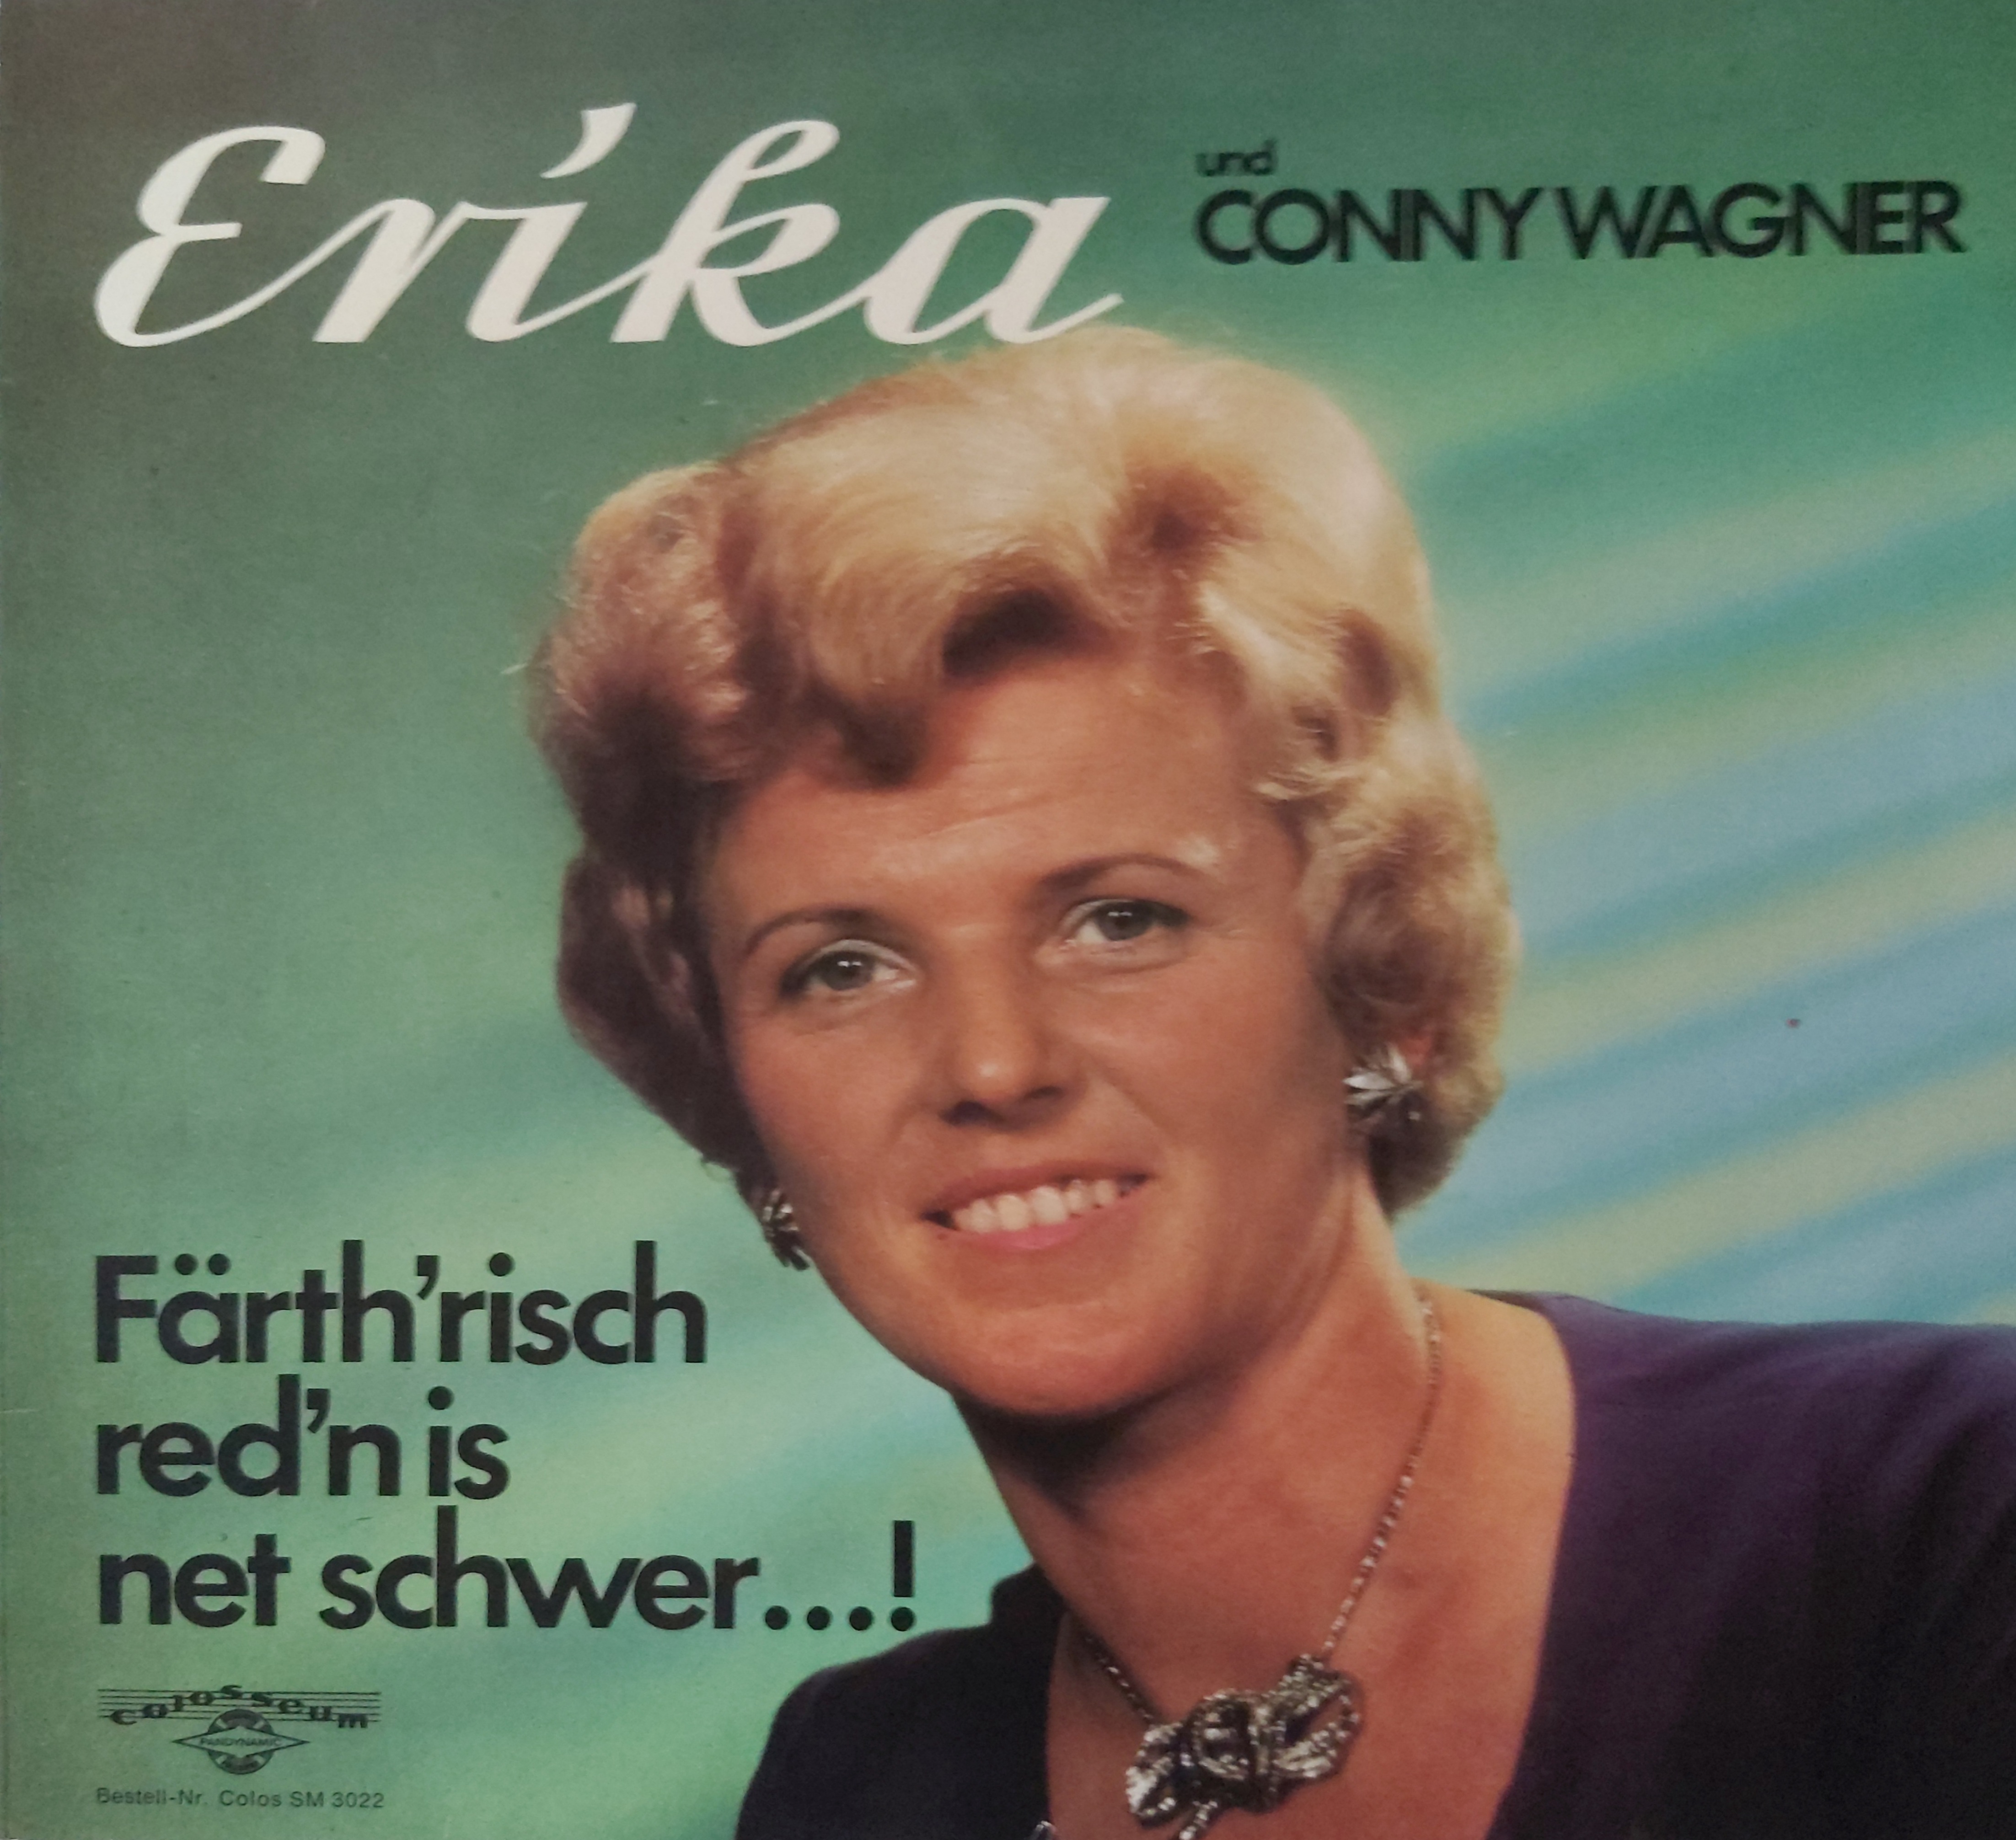 Erika
und
CONNY WAGNER
Färth'risch
red'n is
net schwer...!
colosseum
PANDYNAMIC
Bestell-Nr. Colos SM 3022